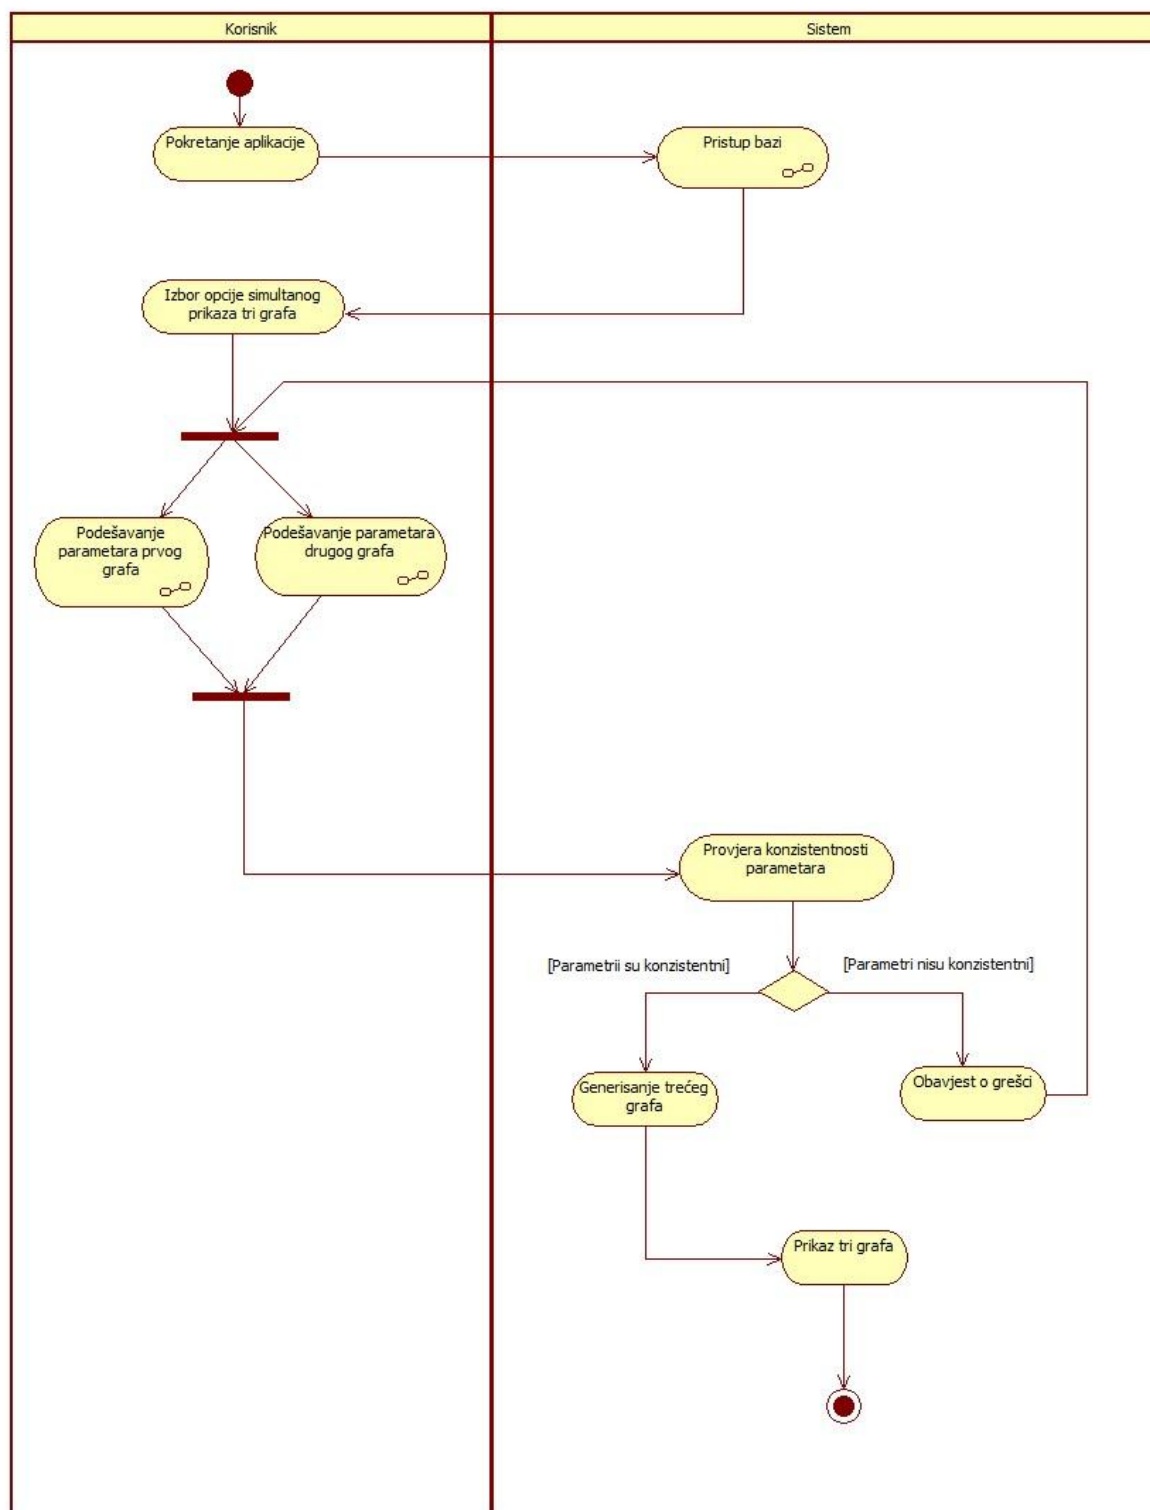 Korisnik
Sistem
Pokretanje aplikacije
Pristup bazi
Izbor opcije simultanog
prikaza tri grafa
Podešavanje
parametara prvog
grafa
Podešavanje parametara
drugog grafa
Provjera konzistentnosti
parametara
[Parametrii su konzistentni]
[Parametri nisu konzistentni]
Generisanje trećeg
grafa
Obavjest o grešci
Prikaz tri grafa